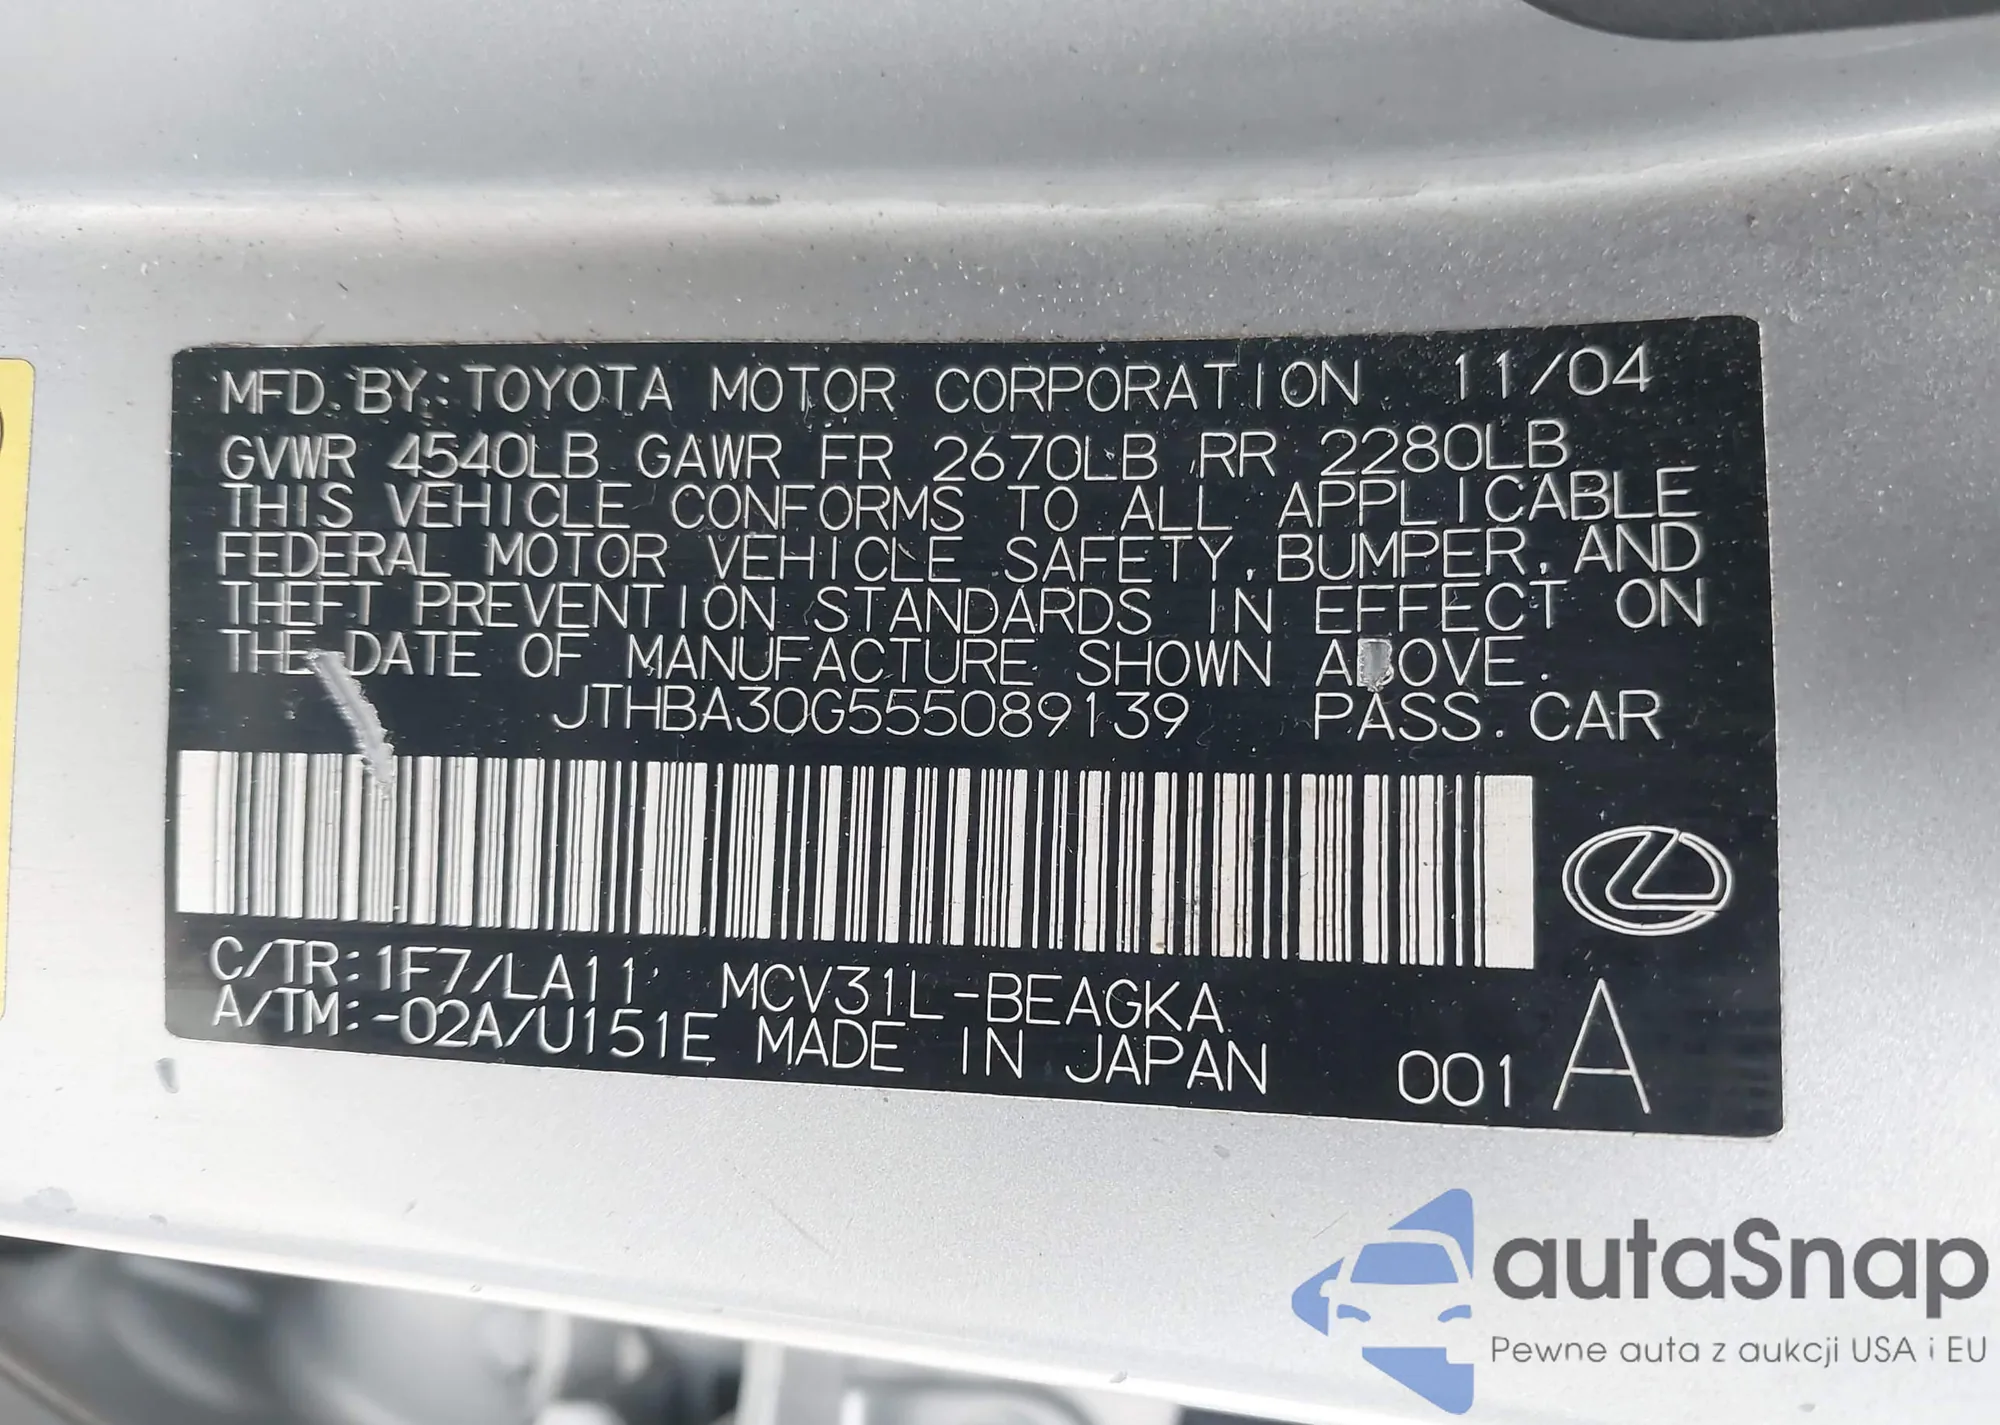 MFD. BY: TOYOTA MOTOR CORPORATION 11/04
GVWR 4540LB GAWR FR 2670LB RR 2280LB
THIS VEHICLE CONFORMS TO ALL APPLICABLE
FEDERAL MOTOR VEHICLE SAFETY, BUMPER, AND
THEFT PREVENTION STANDARDS IN EFFECT ON
THE DATE OF MANUFACTURE SHOWN ABOVE.
JTHBA30G555089139 PASS. CAR
C/TR: 1F7/LA11 MCV31L-BEAGKA
A/TM: -02A/U151E MADE IN JAPAN 001 A
autaSnap
Pewne auta z aukcji USA i EU